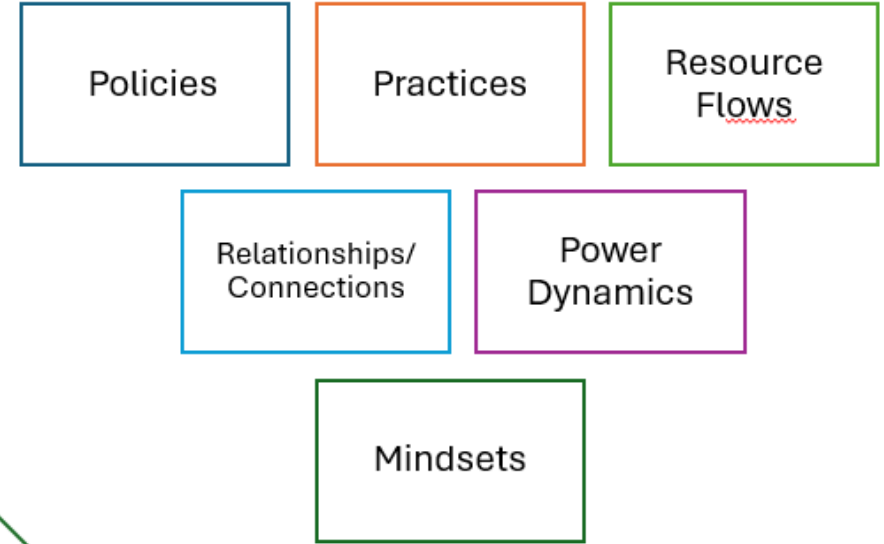 Policies
Practices
Resource
Flows
Relationships/
Connections
Power
Dynamics
Mindsets